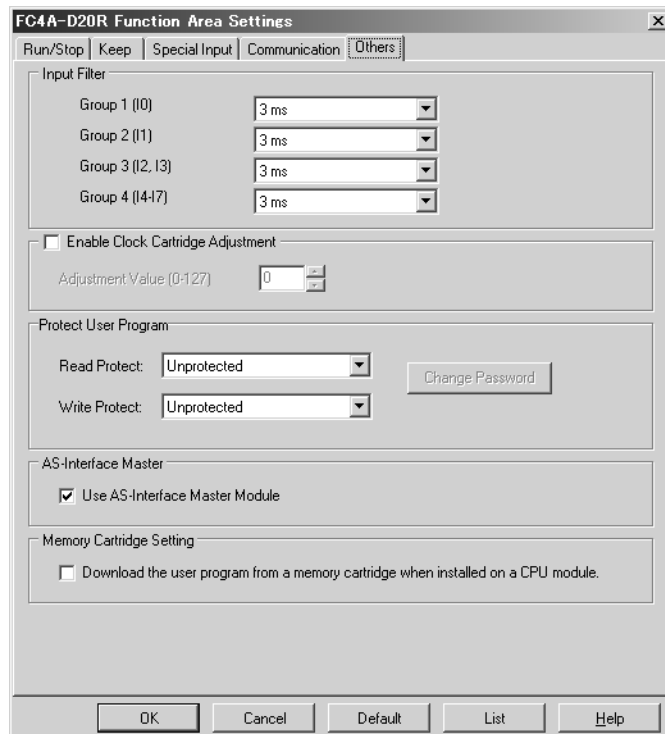 FC4A-D20R Function Area Settings
Run/Stop Keep Special Input Communication Others
Input Filter
Group 1 (I0) 3 ms
Group 2 (I1) 3 ms
Group 3 (I2, I3) 3 ms
Group 4 (I4-I7) 3 ms
Enable Clock Cartridge Adjustment
Adjustment Value (0-127) 0
Protect User Program
Read Protect: Unprotected
Change Password
Write Protect: Unprotected
AS-Interface Master
Use AS-Interface Master Module
Memory Cartridge Setting
Download the user program from a memory cartridge when installed on a CPU module.
OK Cancel Default List Help